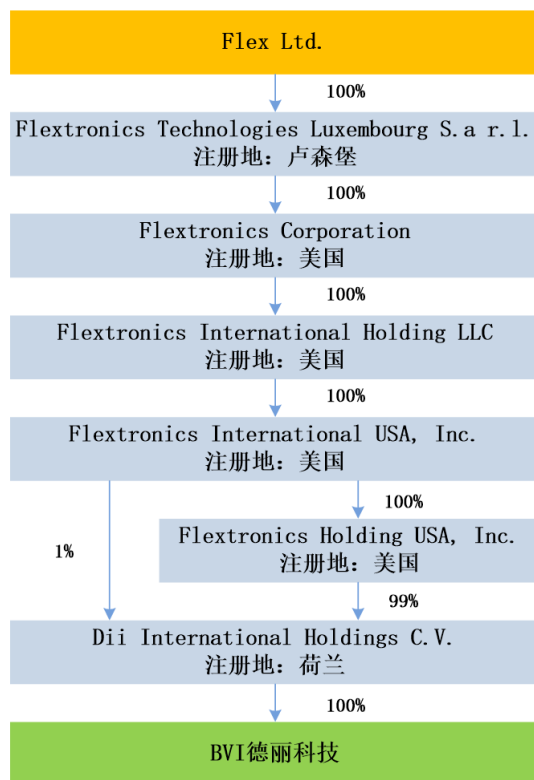 Flex Ltd.
100%
Flextronics Technologies Luxembourg S.a r.l.
注册地：卢森堡
100%
Flextronics Corporation
注册地：美国
100%
Flextronics International Holding LLC
注册地：美国
100%
Flextronics International USA, Inc.
注册地：美国
100%
Flextronics Holding USA, Inc.
注册地：美国
1%
99%
Dii International Holdings C.V.
注册地：荷兰
100%
BVI德丽科技